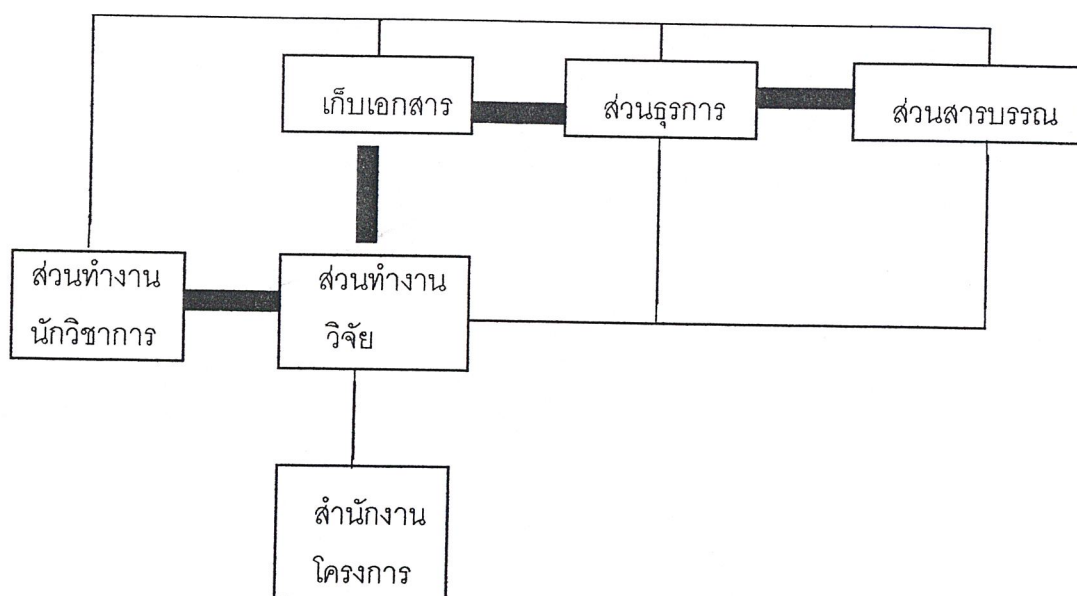 เก็บเอกสาร
ส่วนธุรการ
ส่วนสารบรรณ
ส่วนทำงาน
นักวิชาการ
ส่วนทำงาน
วิจัย
สำนักงาน
โครงการ